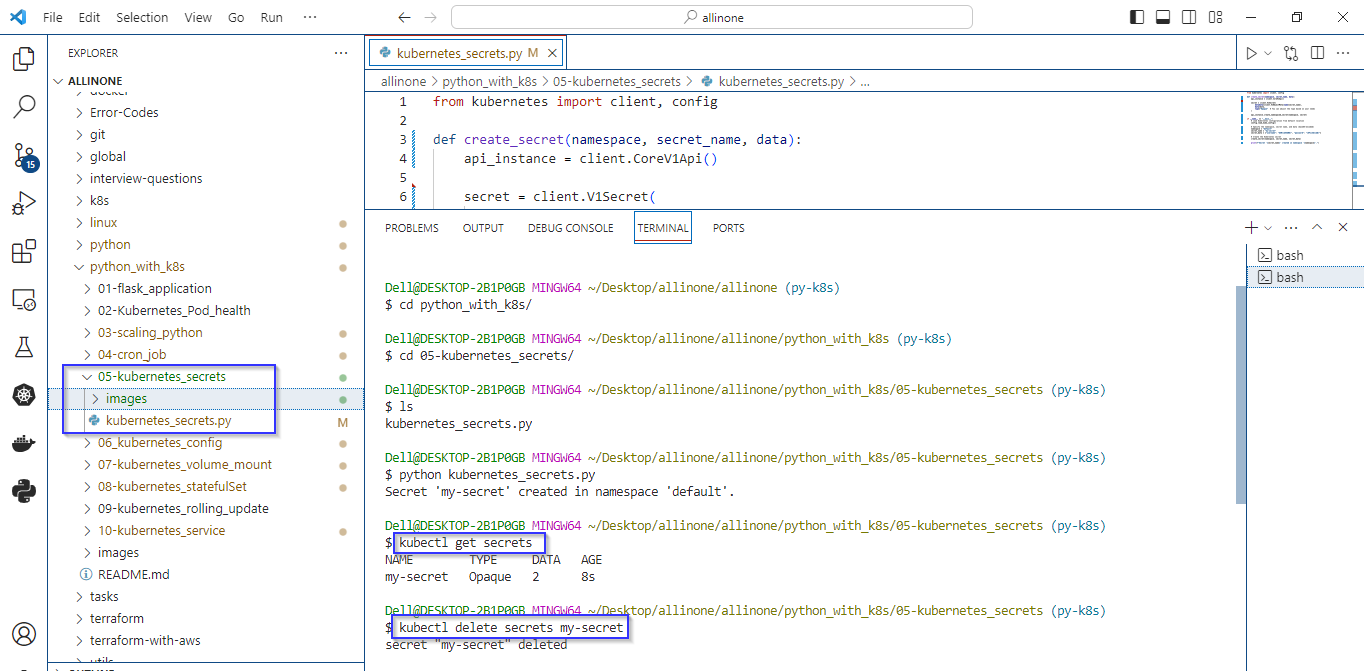 File Edit Selection View Go Run ··· allinone
EXPLORER ···
ALLINONE
docker
Error-Codes
git
global
interview-questions
k8s
linux
python
python_with_k8s
01-flask_application
02-Kubernetes_Pod_health
03-scaling_python
04-cron_job
05-kubernetes_secrets
images
kubernetes_secrets.py M
06_kubernetes_config
07-kubernetes_volume_mount
08-kubernetes_statefulSet
09-kubernetes_rolling_update
10-kubernetes_service
images
README.md
tasks
terraform
terraform-with-aws
utils
OUTLINE
15
kubernetes_secrets.py M
allinone > python_with_k8s > 05-kubernetes_secrets > kubernetes_secrets.py > ...
1 from kubernetes import client, config
2
3 def create_secret(namespace, secret_name, data):
4 api_instance = client.CoreV1Api()
5
6 secret = client.V1Secret(
PROBLEMS OUTPUT DEBUG CONSOLE TERMINAL PORTS
Dell@DESKTOP-2B1P0GB MINGW64 ~/Desktop/allinone/allinone (py-k8s)
$ cd python_with_k8s/
Dell@DESKTOP-2B1P0GB MINGW64 ~/Desktop/allinone/allinone/python_with_k8s (py-k8s)
$ cd 05-kubernetes_secrets/
Dell@DESKTOP-2B1P0GB MINGW64 ~/Desktop/allinone/allinone/python_with_k8s/05-kubernetes_secrets (py-k8s)
$ ls
kubernetes_secrets.py
Dell@DESKTOP-2B1P0GB MINGW64 ~/Desktop/allinone/allinone/python_with_k8s/05-kubernetes_secrets (py-k8s)
$ python kubernetes_secrets.py
Secret 'my-secret' created in namespace 'default'.
Dell@DESKTOP-2B1P0GB MINGW64 ~/Desktop/allinone/allinone/python_with_k8s/05-kubernetes_secrets (py-k8s)
$ kubectl get secrets
NAME TYPE DATA AGE
my-secret Opaque 2 8s
Dell@DESKTOP-2B1P0GB MINGW64 ~/Desktop/allinone/allinone/python_with_k8s/05-kubernetes_secrets (py-k8s)
$ kubectl delete secrets my-secret
secret "my-secret" deleted
bash
bash